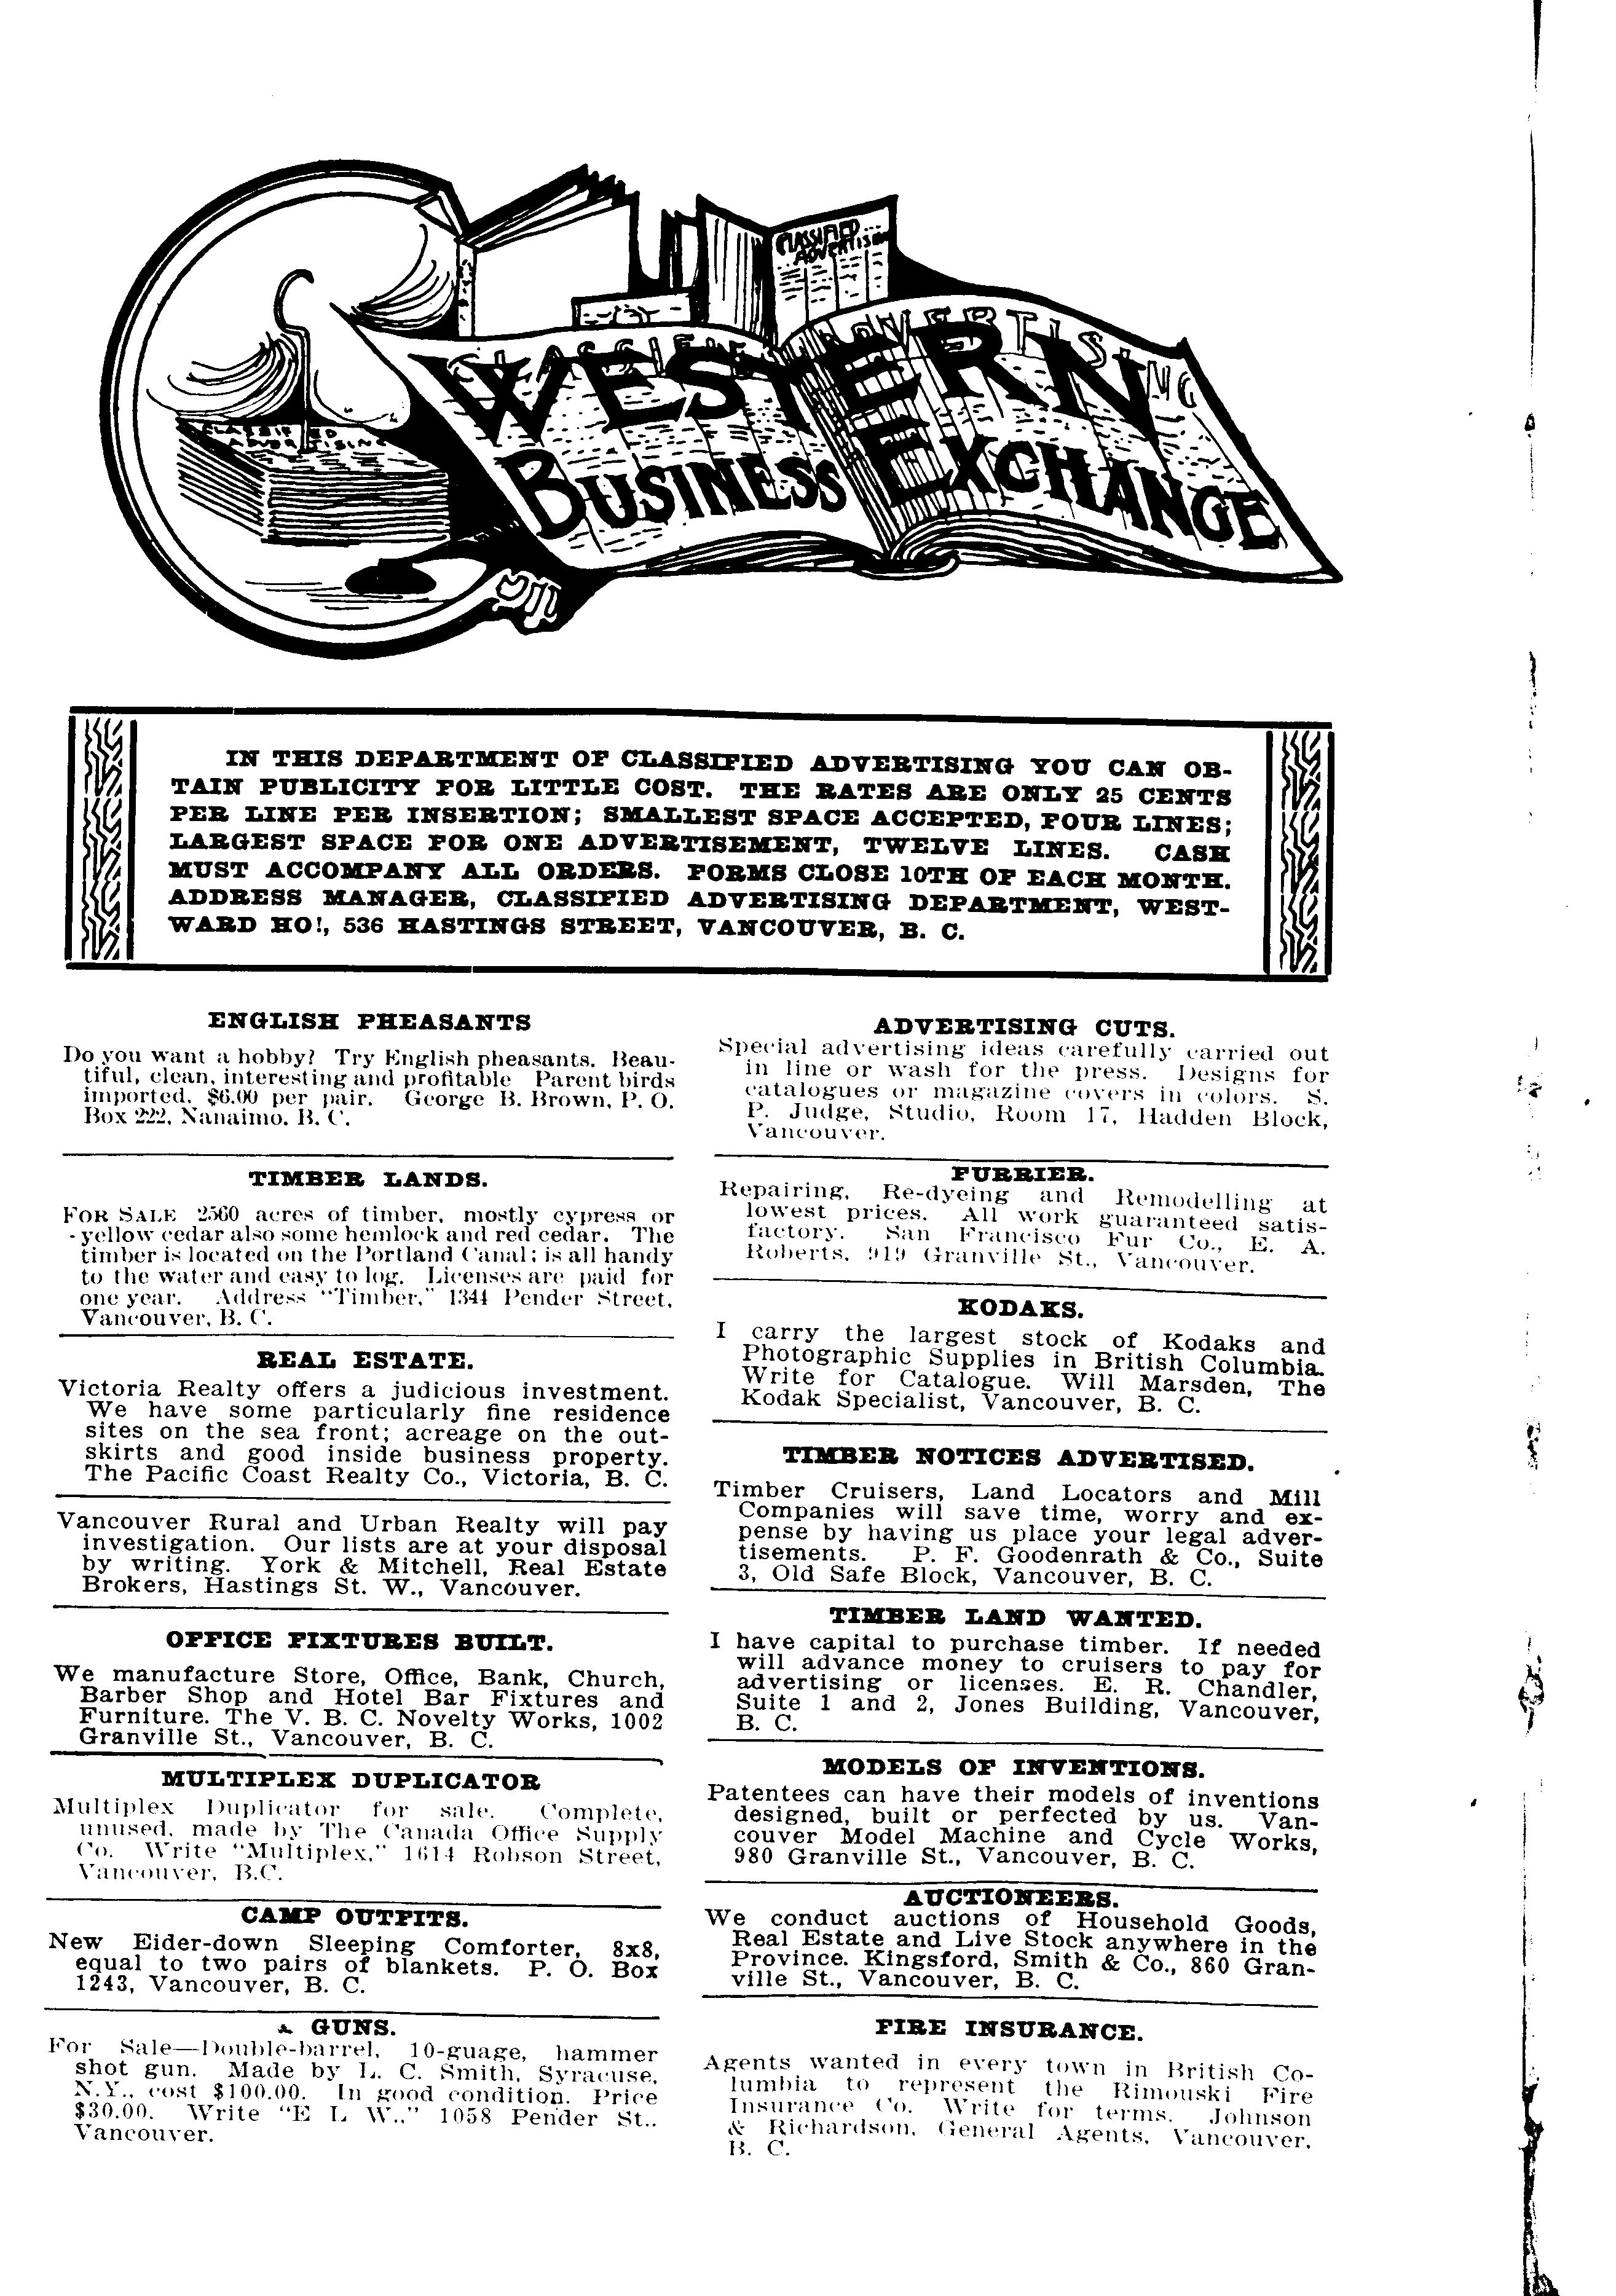 CLASSIFIED
ADVERTISING
CLASSIFIED ADVERTISING
WESTERN
BUSINESS EXCHANGE
CLASSIFIED
ADVERTISING
IN THIS DEPARTMENT OF CLASSIFIED ADVERTISING YOU CAN OB-
TAIN PUBLICITY FOR LITTLE COST. THE RATES ARE ONLY 25 CENTS
PER LINE PER INSERTION; SMALLEST SPACE ACCEPTED, FOUR LINES;
LARGEST SPACE FOR ONE ADVERTISEMENT, TWELVE LINES. CASH
MUST ACCOMPANY ALL ORDERS. FORMS CLOSE 10TH OF EACH MONTH.
ADDRESS MANAGER, CLASSIFIED ADVERTISING DEPARTMENT, WEST-
WARD HO!, 536 HASTINGS STREET, VANCOUVER, B. C.
ENGLISH PHEASANTS
Do you want a hobby? Try English pheasants. Beau-
tiful, clean, interesting and profitable Parent birds
imported. $6.00 per pair. George B. Brown, P. O.
Box 222, Nanaimo, B. C.
TIMBER LANDS.
FOR SALE 2560 acres of timber, mostly cypress or
yellow cedar also some hemlock and red cedar. The
timber is located on the Portland Canal; is all handy
to the water and easy to log. Licenses are paid for
one year. Address "Timber," 1344 Pender Street,
Vancouver, B. C.
REAL ESTATE.
Victoria Realty offers a judicious investment.
We have some particularly fine residence
sites on the sea front; acreage on the out-
skirts and good inside business property.
The Pacific Coast Realty Co., Victoria, B. C.
Vancouver Rural and Urban Realty will pay
investigation. Our lists are at your disposal
by writing. York & Mitchell, Real Estate
Brokers, Hastings St. W., Vancouver.
OFFICE FIXTURES BUILT.
We manufacture Store, Office, Bank, Church,
Barber Shop and Hotel Bar Fixtures and
Furniture. The V. B. C. Novelty Works, 1002
Granville St., Vancouver, B. C.
MULTIPLEX DUPLICATOR
Multiplex Duplicator for sale. Complete,
unused, made by The Canada Office Supply
Co. Write "Multiplex," 1614 Robson Street,
Vancouver, B.C.
CAMP OUTFITS.
New Eider-down Sleeping Comforter, 8x8,
equal to two pairs of blankets. P. O. Box
1243, Vancouver, B. C.
GUNS.
For Sale—Double-barrel, 10-guage, hammer
shot gun. Made by L. C. Smith, Syracuse,
N.Y., cost $100.00. In good condition. Price
$30.00. Write "E L W.," 1058 Pender St.,
Vancouver.
ADVERTISING CUTS.
Special advertising ideas carefully carried out
in line or wash for the press. Designs for
catalogues or magazine covers in colors. S.
P. Judge, Studio, Room 17, Hadden Block,
Vancouver.
FURRIER.
Repairing, Re-dyeing and Remodelling at
lowest prices. All work guaranteed satis-
factory. San Francisco Fur Co., E. A.
Roberts, 919 Granville St., Vancouver.
KODAKS.
I carry the largest stock of Kodaks and
Photographic Supplies in British Columbia.
Write for Catalogue. Will Marsden, The
Kodak Specialist, Vancouver, B. C.
TIMBER NOTICES ADVERTISED.
Timber Cruisers, Land Locators and Mill
Companies will save time, worry and ex-
pense by having us place your legal adver-
tisements. P. F. Goodenrath & Co., Suite
3, Old Safe Block, Vancouver, B. C.
TIMBER LAND WANTED.
I have capital to purchase timber. If needed
will advance money to cruisers to pay for
advertising or licenses. E. R. Chandler,
Suite 1 and 2, Jones Building, Vancouver,
B. C.
MODELS OF INVENTIONS.
Patentees can have their models of inventions
designed, built or perfected by us. Van-
couver Model Machine and Cycle Works,
980 Granville St., Vancouver, B. C.
AUCTIONEERS.
We conduct auctions of Household Goods,
Real Estate and Live Stock anywhere in the
Province. Kingsford, Smith & Co., 860 Gran-
ville St., Vancouver, B. C.
FIRE INSURANCE.
Agents wanted in every town in British Co-
lumbia to represent the Rimouski Fire
Insurance Co. Write for terms. Johnson
& Richardson, General Agents, Vancouver,
B. C.